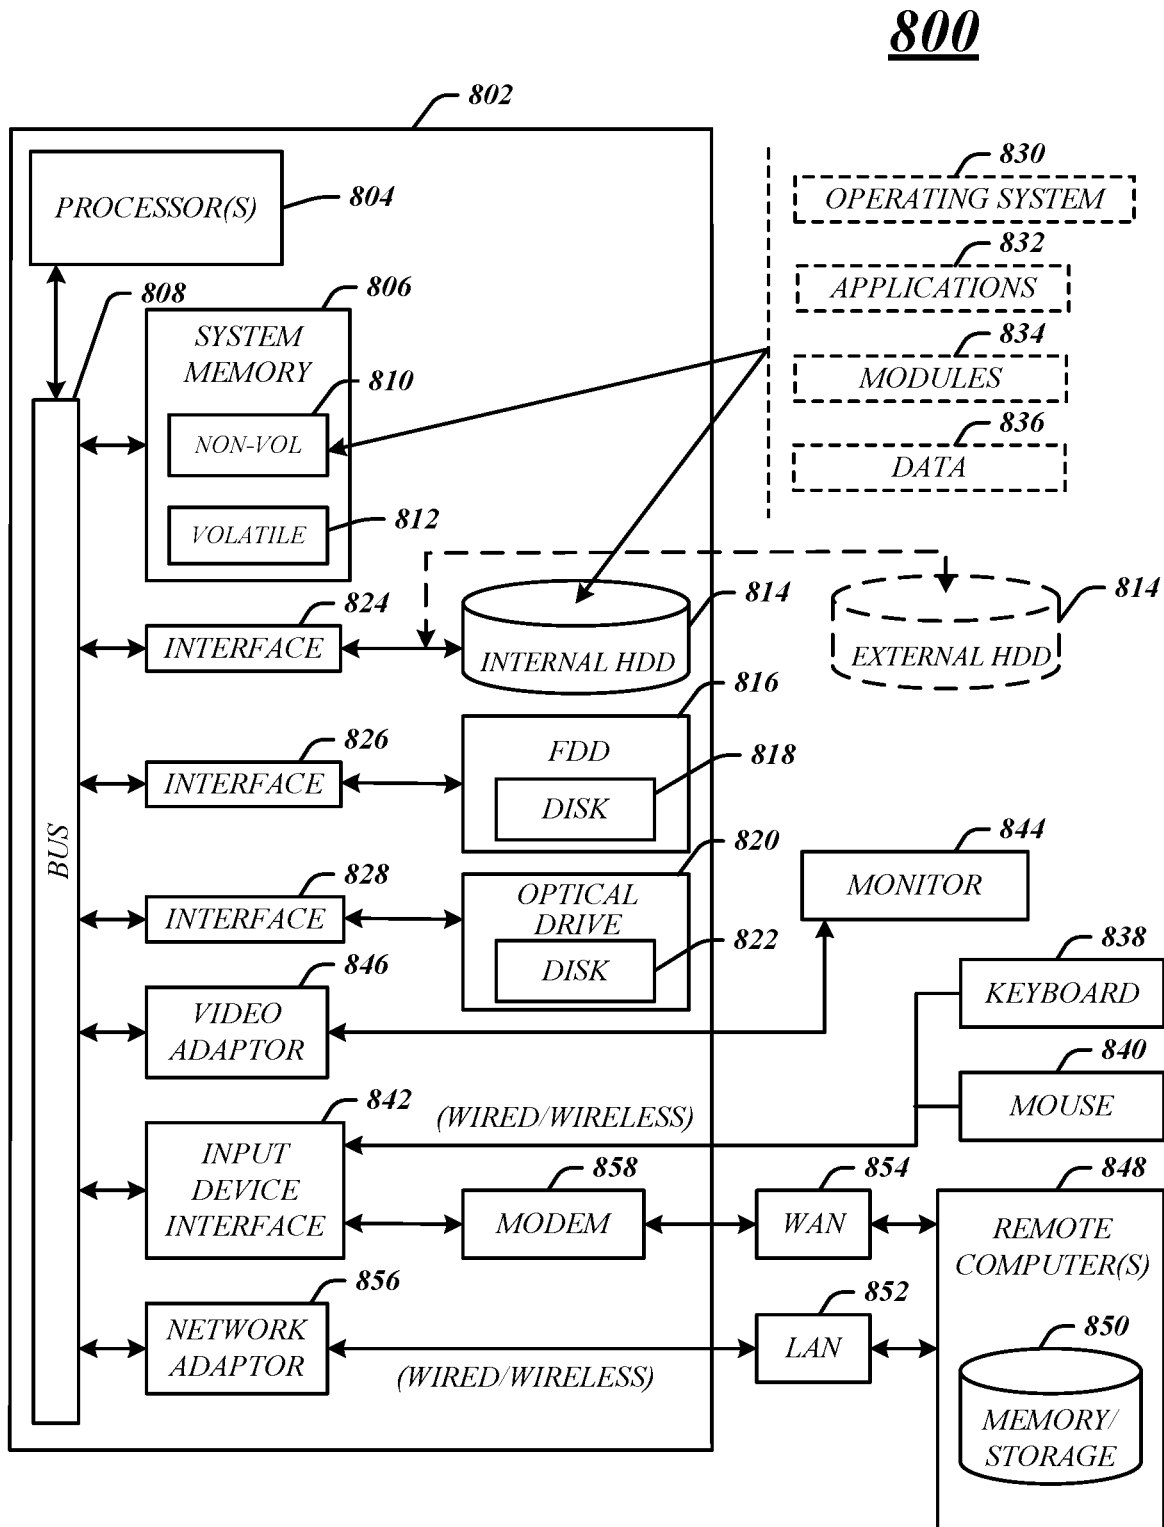 800
802
PROCESSOR(S)
804
830
OPERATING SYSTEM
832
APPLICATIONS
834
MODULES
836
DATA
808
806
SYSTEM
MEMORY
810
NON-VOL
812
VOLATILE
824
INTERFACE
814
INTERNAL HDD
814
EXTERNAL HDD
826
INTERFACE
816
FDD
818
DISK
BUS
828
INTERFACE
820
OPTICAL
DRIVE
822
DISK
844
MONITOR
846
VIDEO
ADAPTOR
838
KEYBOARD
840
MOUSE
842
INPUT
DEVICE
INTERFACE
(WIRED/WIRELESS)
858
MODEM
854
WAN
848
REMOTE
COMPUTER(S)
856
NETWORK
ADAPTOR
(WIRED/WIRELESS)
852
LAN
850
MEMORY/
STORAGE